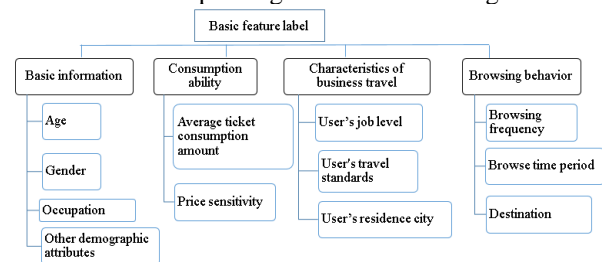 Basic feature label
Basic information
Consumption
ability
Characteristics of
business travel
Browsing behavior
Age
Gender
Occupation
Other demographic
attributes
Average ticket
consumption
amount
Price sensitivity
User's job level
User's travel
standards
User's residence city
Browsing
frequency
Browse time period
Destination